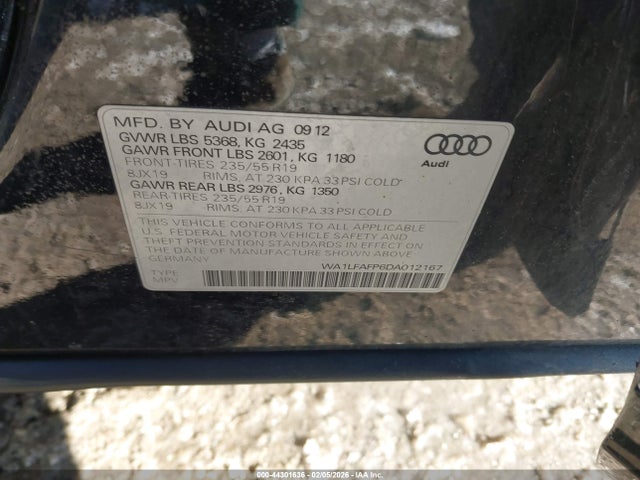 MFD. BY AUDI AG 09 12
GVWR LBS 5368, KG 2435
GAWR FRONT LBS 2601, KG 1180
FRONT-TIRES 235/55 R19
8JX19 RIMS, AT 230 KPA 33 PSI COLD
GAWR REAR LBS 2976, KG 1350
REAR-TIRES 235/55 R19
8JX19 RIMS, AT 230 KPA 33 PSI COLD
THIS VEHICLE CONFORMS TO ALL APPLICABLE
U.S. FEDERAL MOTOR VEHICLE SAFETY AND
THEFT PREVENTION STANDARDS IN EFFECT ON
THE DATE OF MANUFACTURE SHOWN ABOVE
GERMANY
WA1LFAFP6DA012167
TYPE:
MPV
Audi
000-44301636 - 02/05/2026 - IAA Inc.